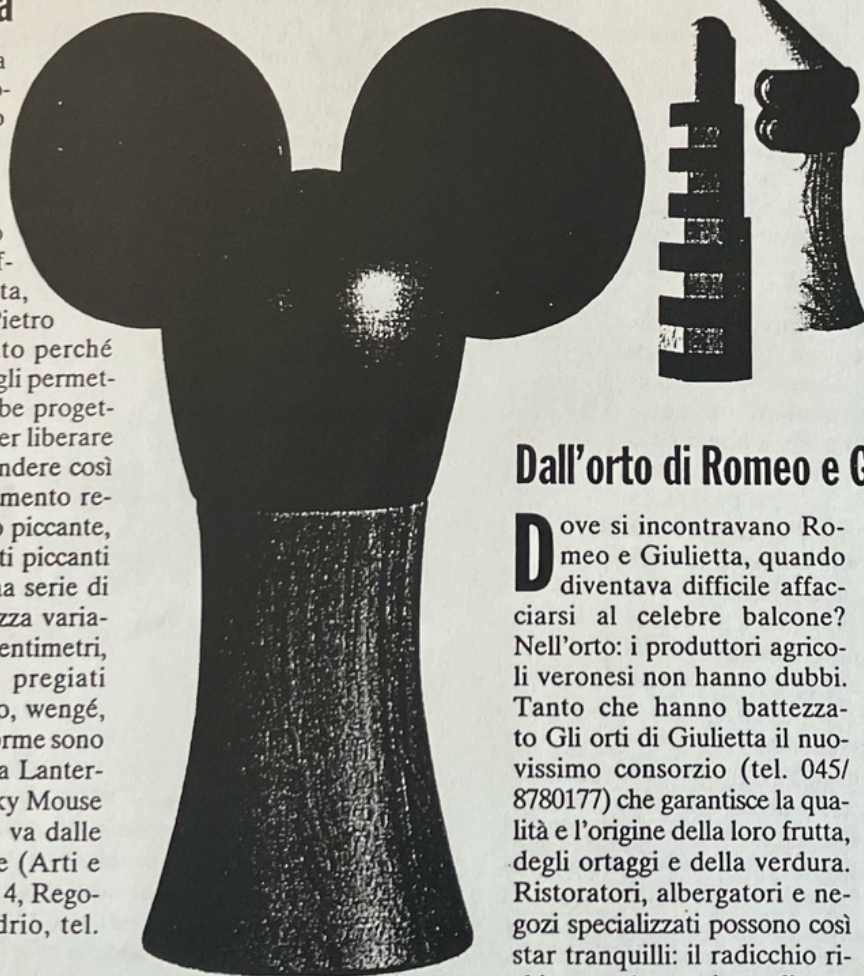 a
a
o-
o
o
f-
ta,
ietro
to perché
gli permet-
be proget-
er liberare
ndere così
mento re-
o piccante,
ti piccanti
na serie di
zza varia-
entimetri,
pregiati
o, wengé,
orme sono
a Lanter-
ky Mouse
va dalle
e (Arti e
4, Rego-
drio, tel.
Dall'orto di Romeo e G
Dove si incontravano Ro-
meo e Giulietta, quando
diventava difficile affac-
ciarsi al celebre balcone?
Nell'orto: i produttori agrico-
li veronesi non hanno dubbi.
Tanto che hanno battezza-
to Gli orti di Giulietta il nuo-
vissimo consorzio (tel. 045/
8780177) che garantisce la qua-
lità e l'origine della loro frutta,
degli ortaggi e della verdura.
Ristoratori, albergatori e ne-
gozi specializzati possono così
star tranquilli: il radicchio ri-